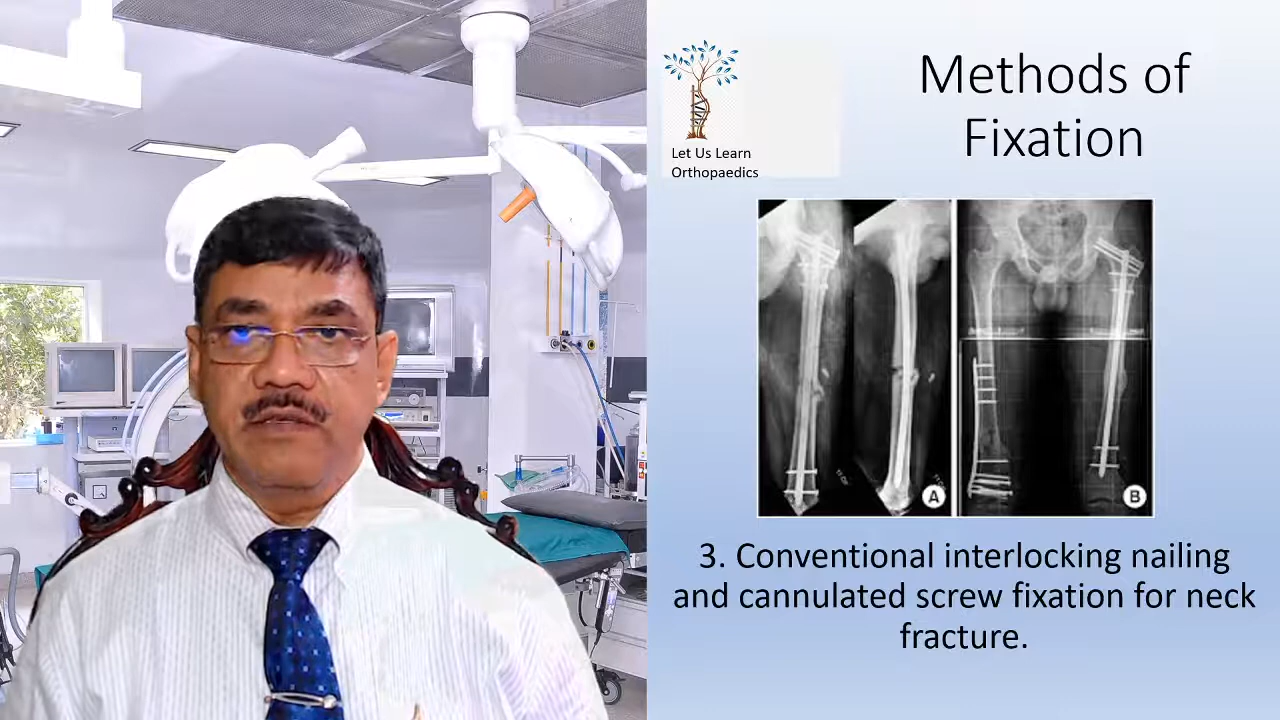 Let Us Learn
Orthopaedics
Methods of
Fixation
A
B
3. Conventional interlocking nailing
and cannulated screw fixation for neck
fracture.